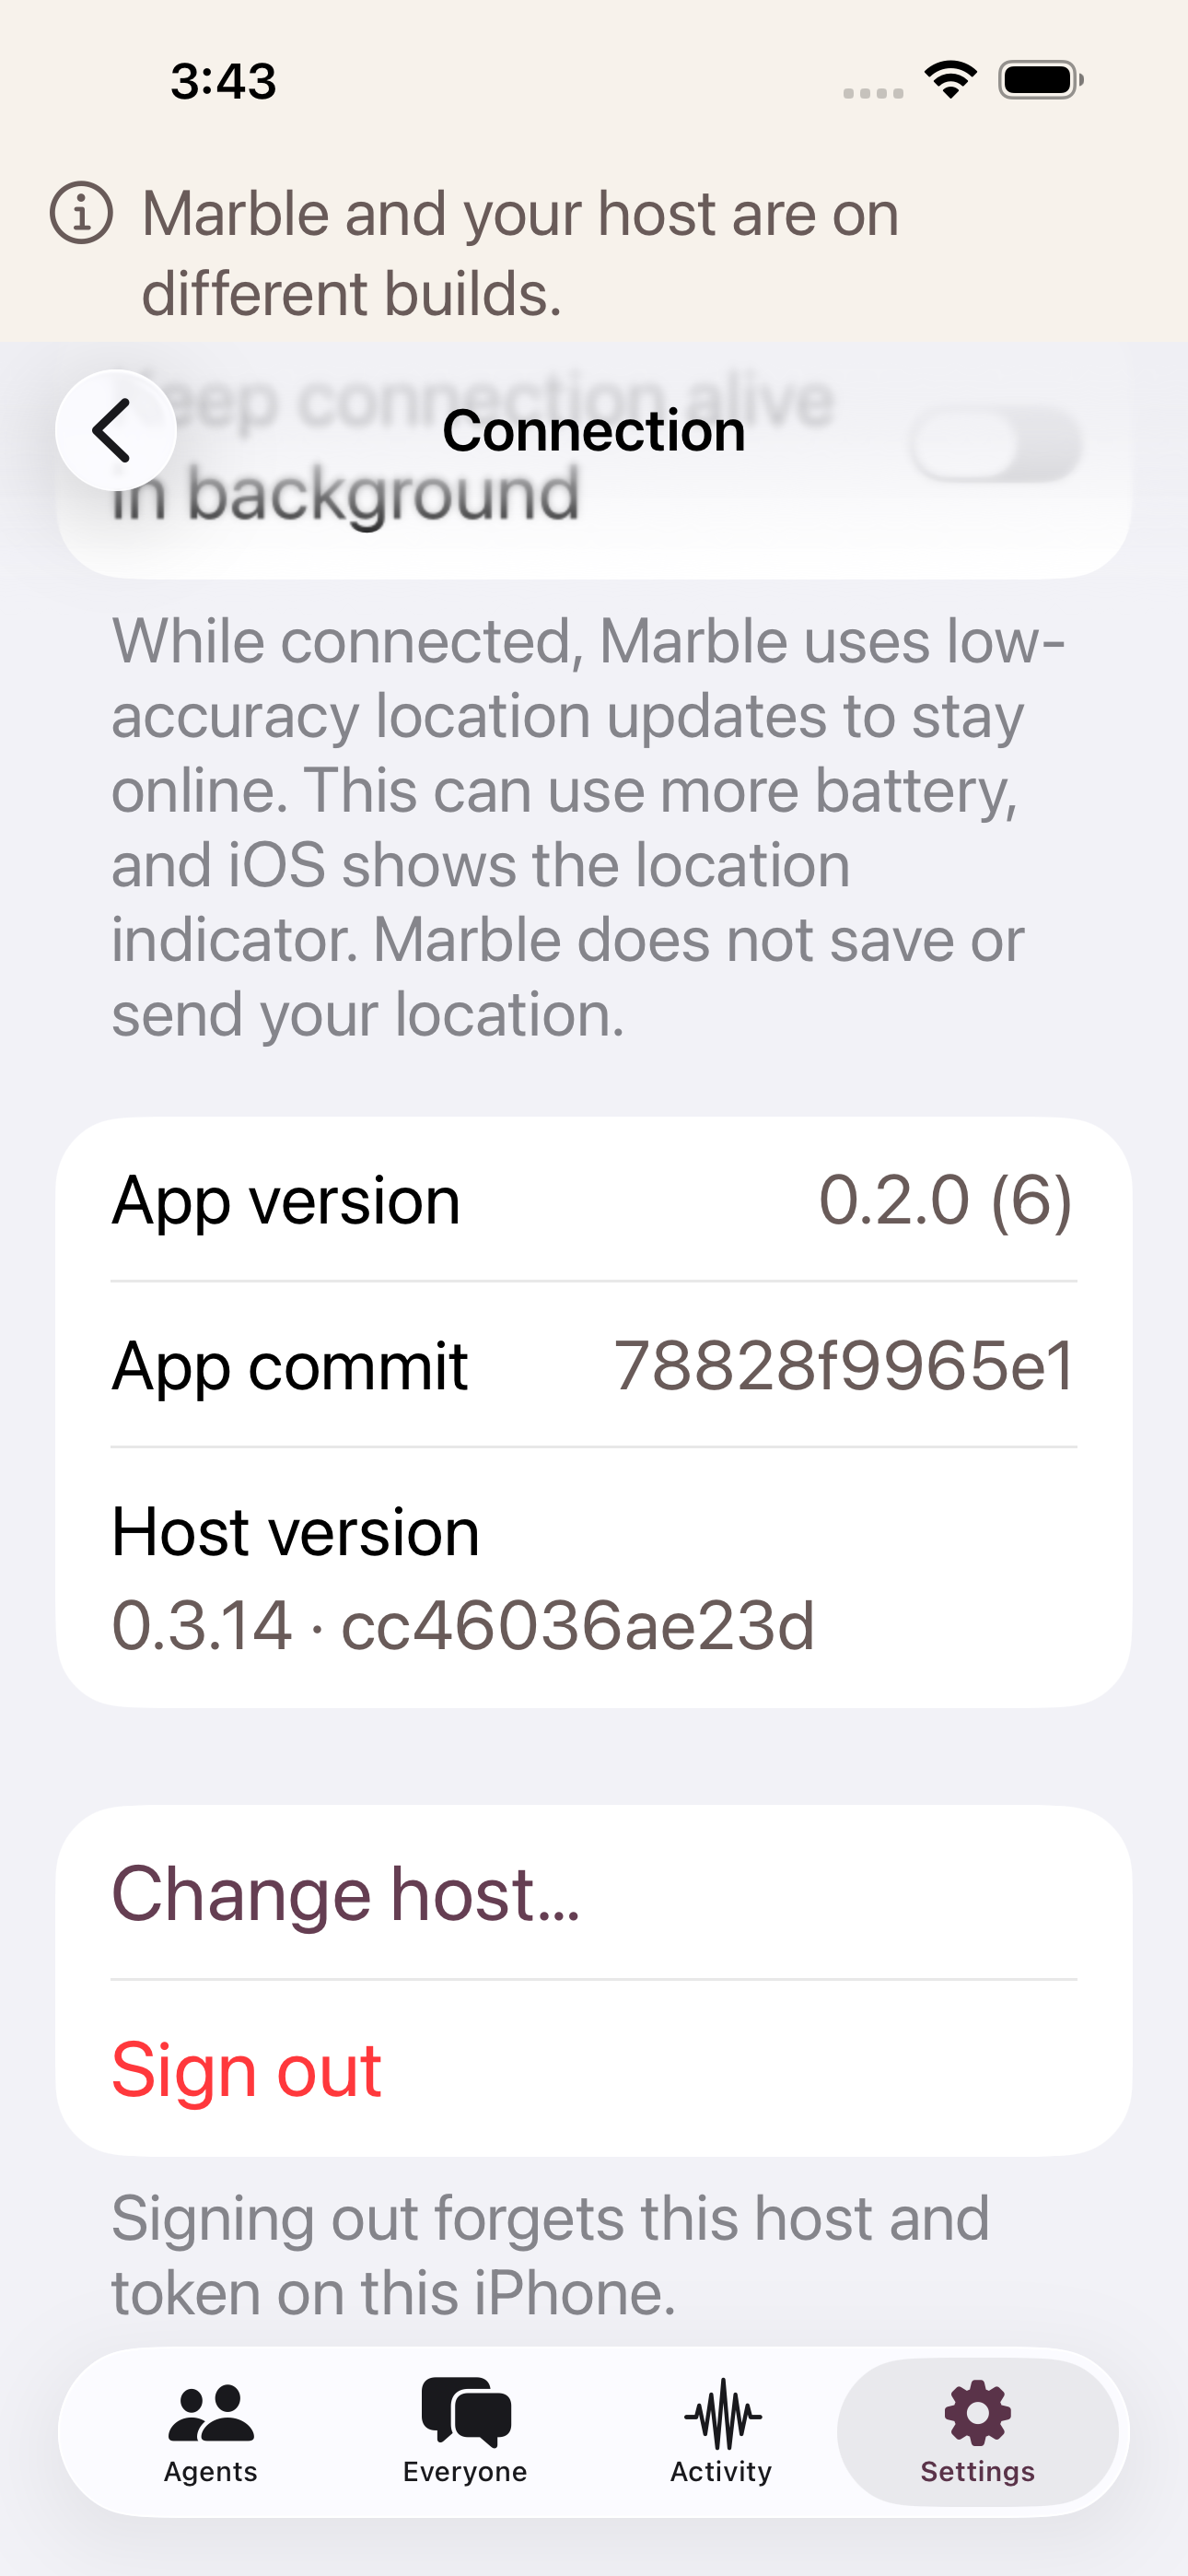 3:43
Marble and your host are on
different builds.
Keep connection alive
Connection
in background
While connected, Marble uses low-
accuracy location updates to stay
online. This can use more battery,
and iOS shows the location
indicator. Marble does not save or
send your location.
App version 0.2.0 (6)
App commit 78828f9965e1
Host version
0.3.14 · cc46036ae23d
Change host...
Sign out
Signing out forgets this host and
token on this iPhone.
Agents Everyone Activity Settings